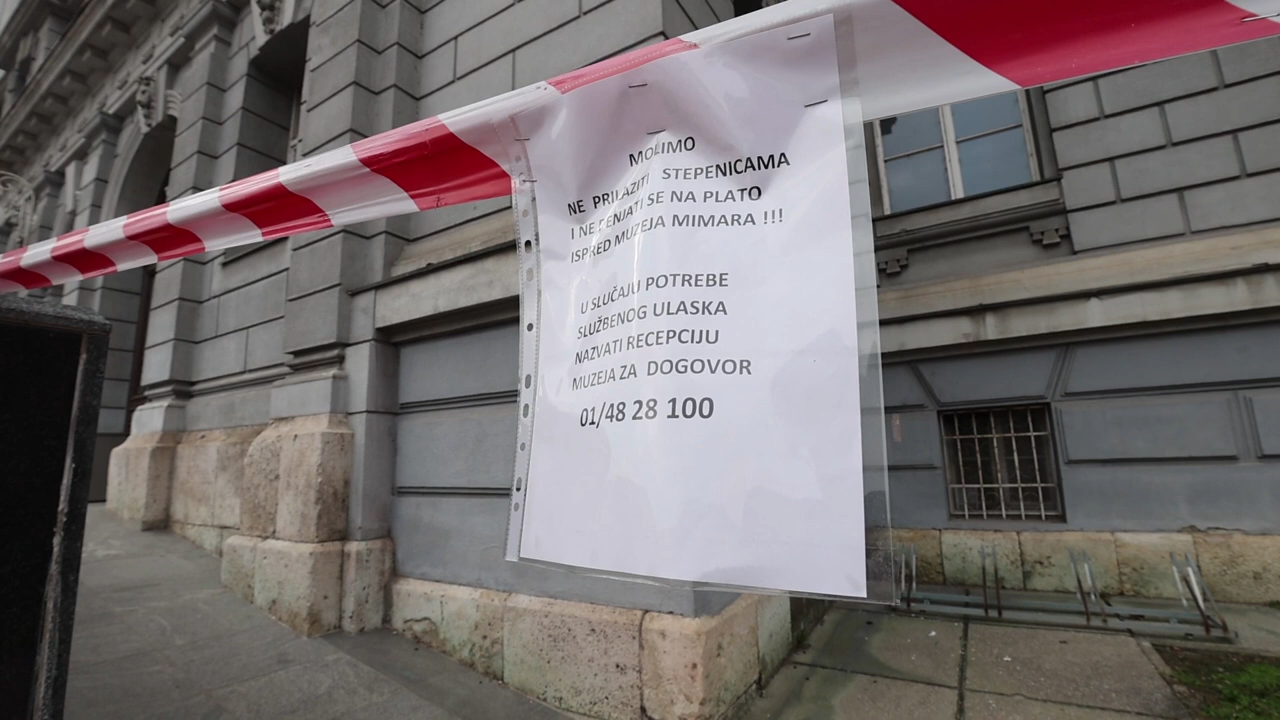 MOLIMO
NE PRILAZITI STEPENICAMA
I NE PENJATI SE NA PLATO
ISPRED MUZEJA MIMARA !!!
U SLUČAJU POTREBE
SLUŽBENOG ULASKA
NAZVATI RECEPCIJU
MUZEJA ZA DOGOVOR
01/48 28 100